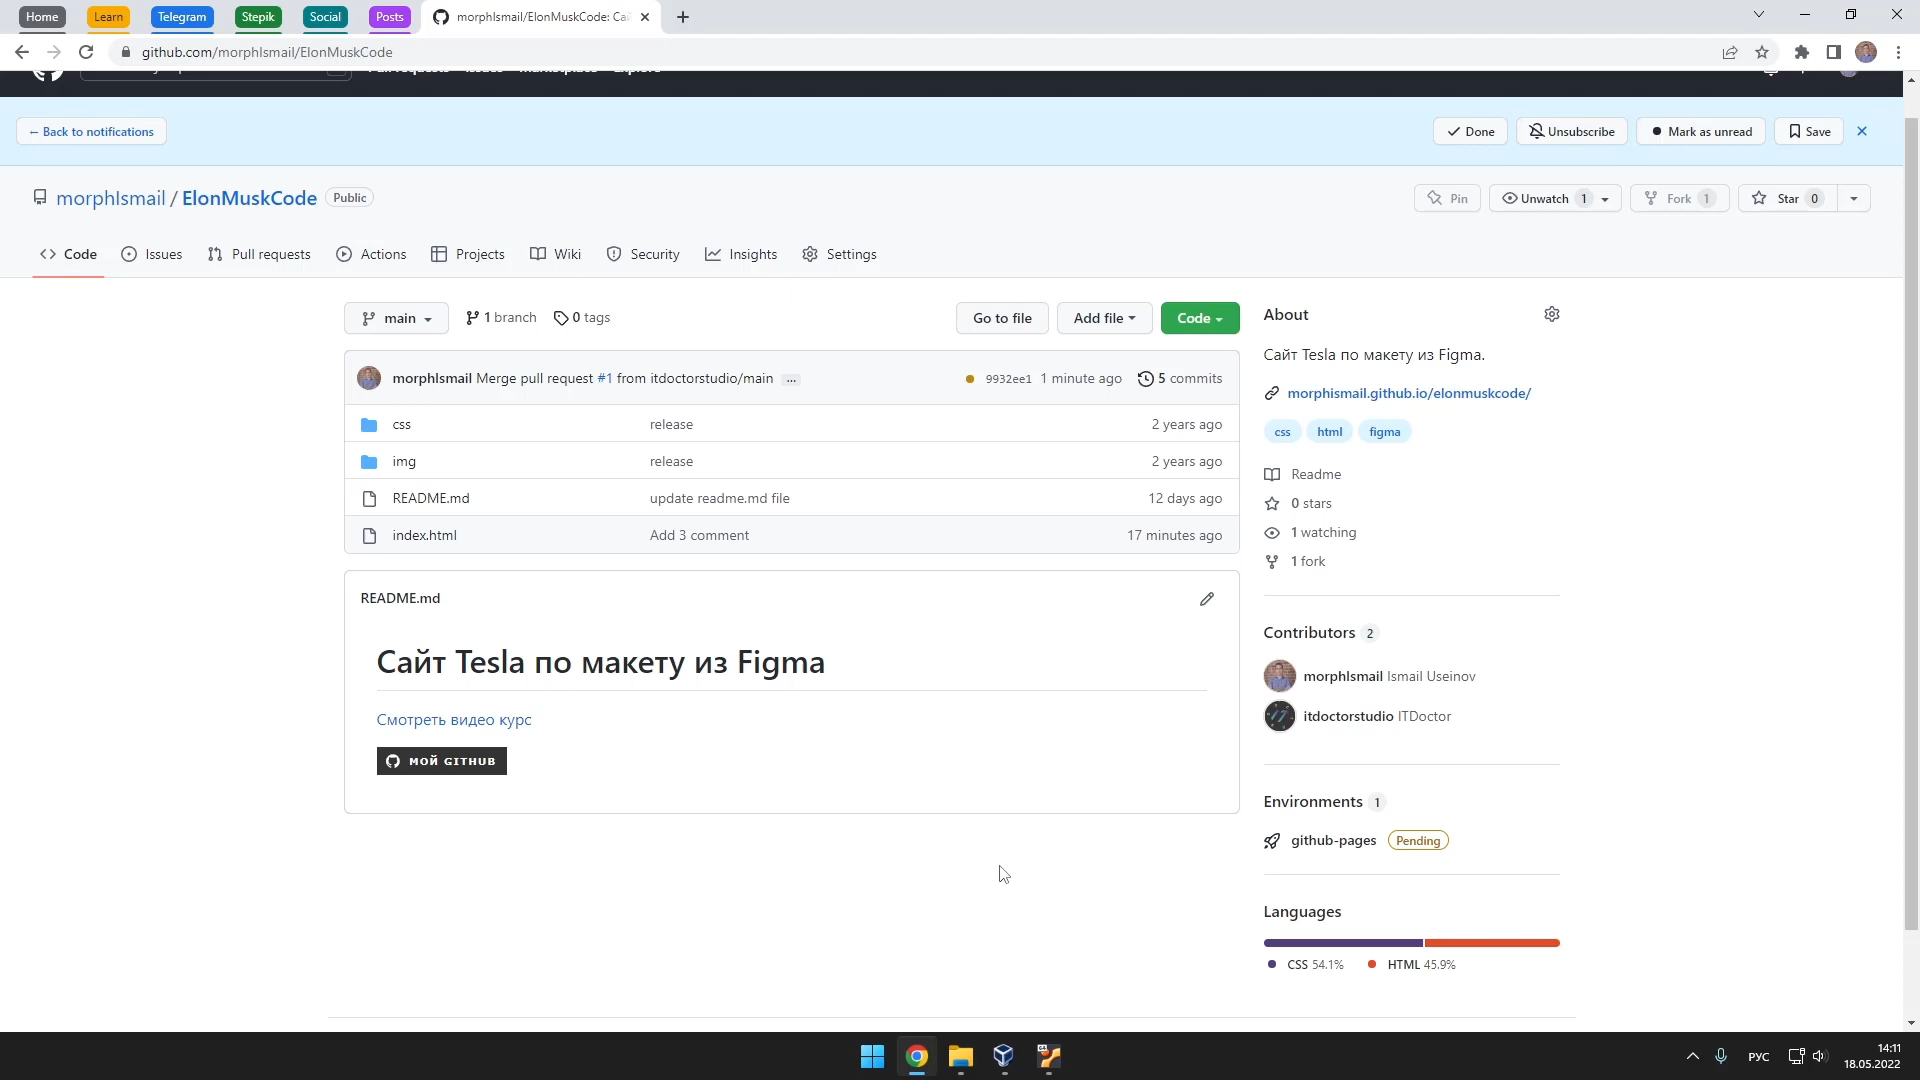 Home
Learn
Telegram
Stepik
Social
Posts
morphIsmail/ElonMuskCode: Са
github.com/morphIsmail/ElonMuskCode
← Back to notifications
Done
Unsubscribe
Mark as unread
Save
morphIsmail / ElonMuskCode Public
Pin
Unwatch 1
Fork 1
Star 0
Code
Issues
Pull requests
Actions
Projects
Wiki
Security
Insights
Settings
main
1 branch
0 tags
Go to file
Add file
Code
morphIsmail Merge pull request #1 from itdoctorstudio/main ...
9932ee1 1 minute ago
5 commits
css release 2 years ago
img release 2 years ago
README.md update readme.md file 12 days ago
index.html Add 3 comment 17 minutes ago
README.md
Сайт Tesla по макету из Figma
Смотреть видео курс
МОЙ GITHUB
About
Сайт Tesla по макету из Figma.
morphismail.github.io/elonmuskcode/
css html figma
Readme
0 stars
1 watching
1 fork
Contributors 2
morphIsmail Ismail Useinov
itdoctorstudio ITDoctor
Environments 1
github-pages Pending
Languages
CSS 54.1% HTML 45.9%
РУС
14:11
18.05.2022